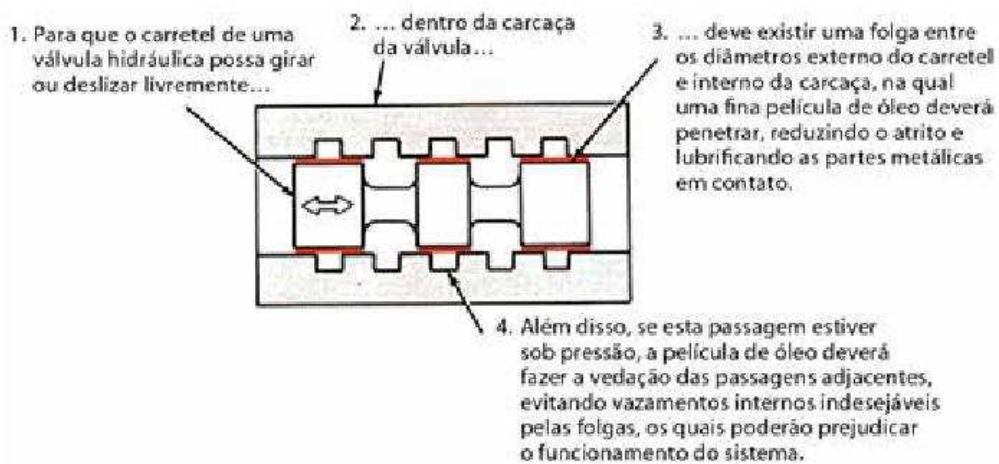 1. Para que o carretel de uma
válvula hidráulica possa girar
ou deslizar livremente...
2. ... dentro da carcaça
da válvula...
3. ... deve existir uma folga entre
os diâmetros externo do carretel
e interno da carcaça, na qual
uma fina película de óleo deverá
penetrar, reduzindo o atrito e
lubrificando as partes metálicas
em contato.
4. Além disso, se esta passagem estiver
sob pressão, a película de óleo deverá
fazer a vedação das passagens adjacentes,
evitando vazamentos internos indesejáveis
pelas folgas, os quais poderão prejudicar
o funcionamento do sistema.